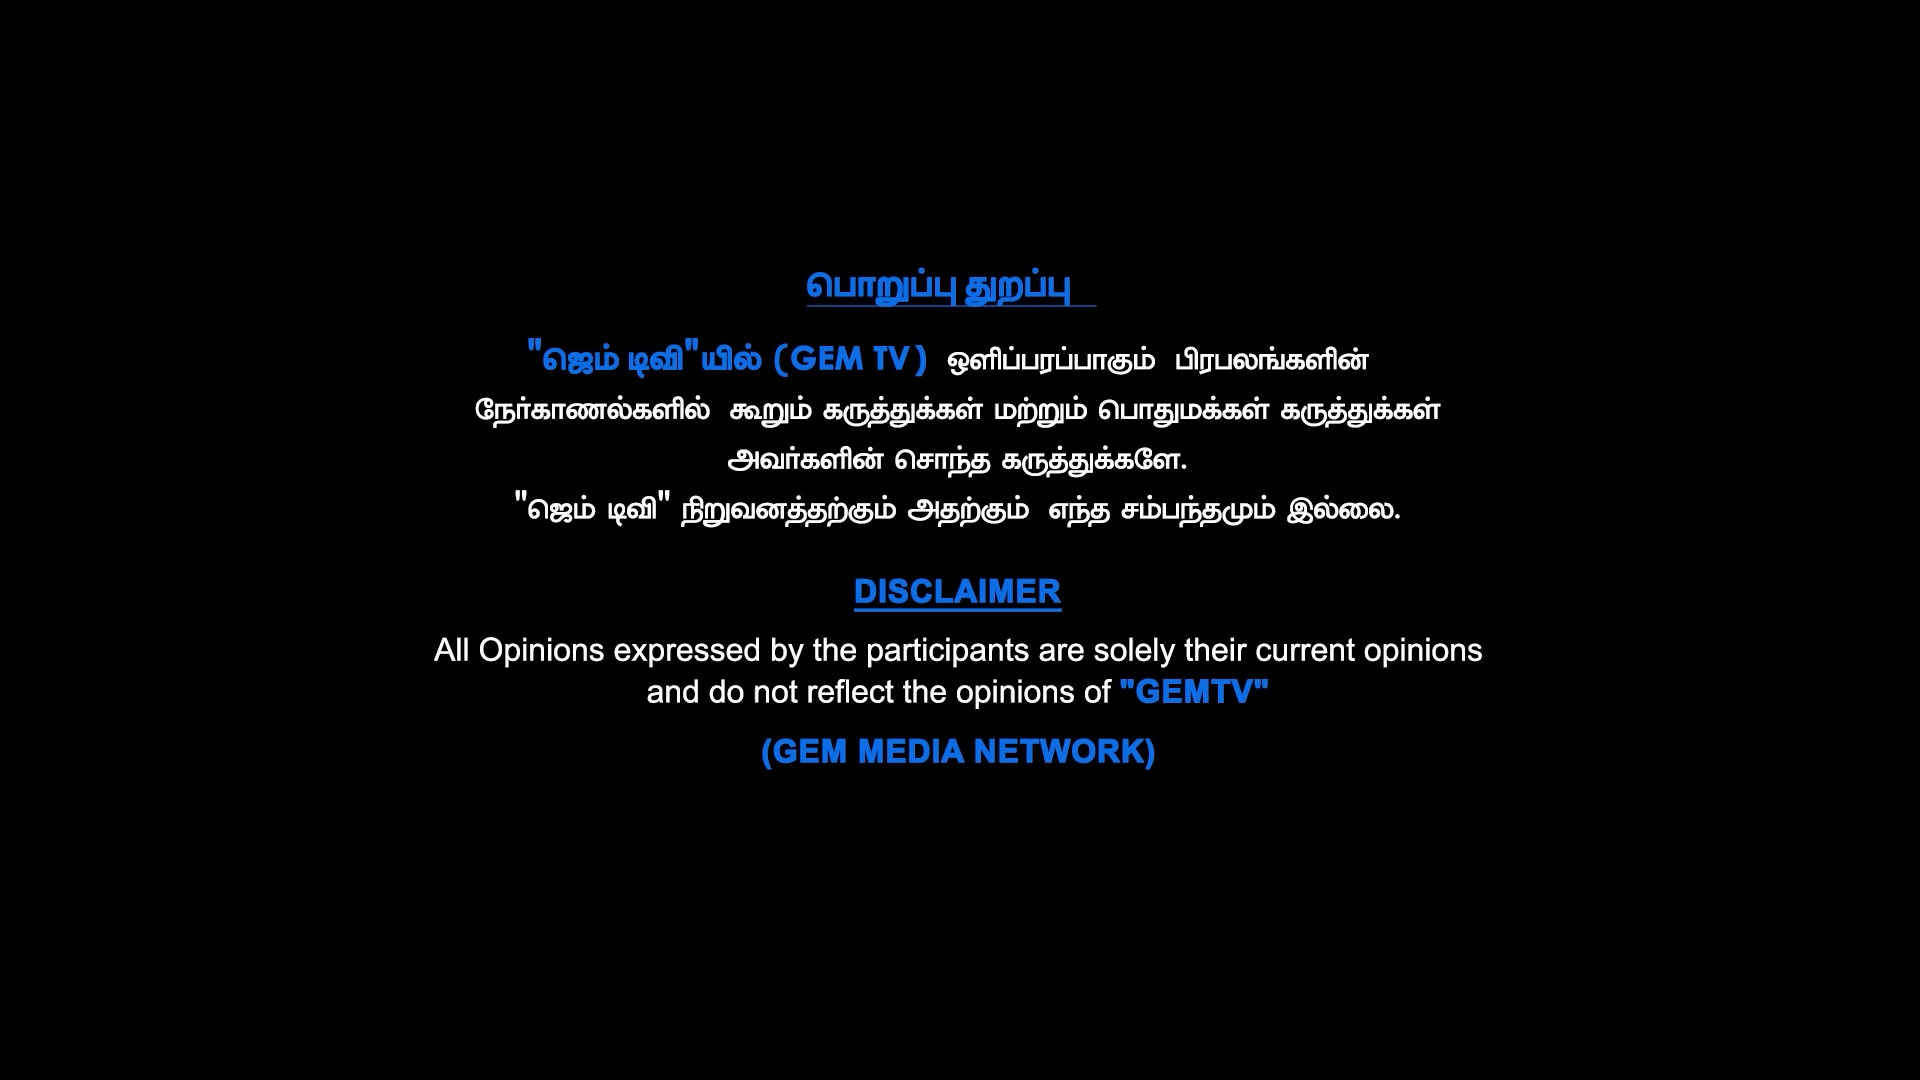 பொறுப்பு துறப்பு
"ஜெம் டிவி"யில் (GEM TV) ஒளிப்பரப்பாகும் பிரபலங்களின்
நேர்காணல்களில் கூறும் கருத்துக்கள் மற்றும் பொதுமக்கள் கருத்துக்கள்
அவர்களின் சொந்த கருத்துக்களே.
"ஜெம் டிவி" நிறுவனத்தற்கும் அதற்கும் எந்த சம்பந்தமும் இல்லை.
DISCLAIMER
All Opinions expressed by the participants are solely their current opinions
and do not reflect the opinions of "GEMTV"
(GEM MEDIA NETWORK)